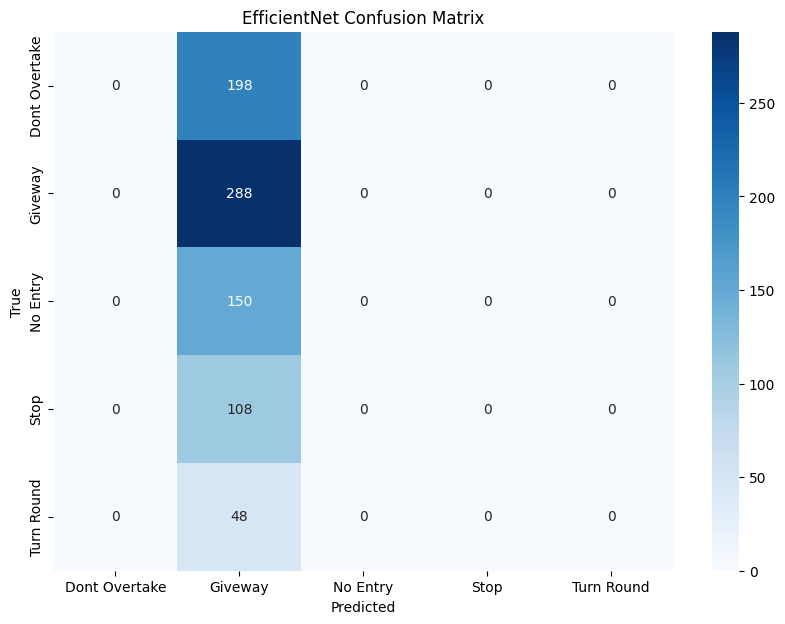 EfficientNet Confusion Matrix
True
Dont Overtake
0 198 0 0 0
Giveway
0 288 0 0 0
No Entry
0 150 0 0 0
Stop
0 108 0 0 0
Turn Round
0 48 0 0 0
Dont Overtake Giveway No Entry Stop Turn Round
Predicted
250
200
150
100
50
0